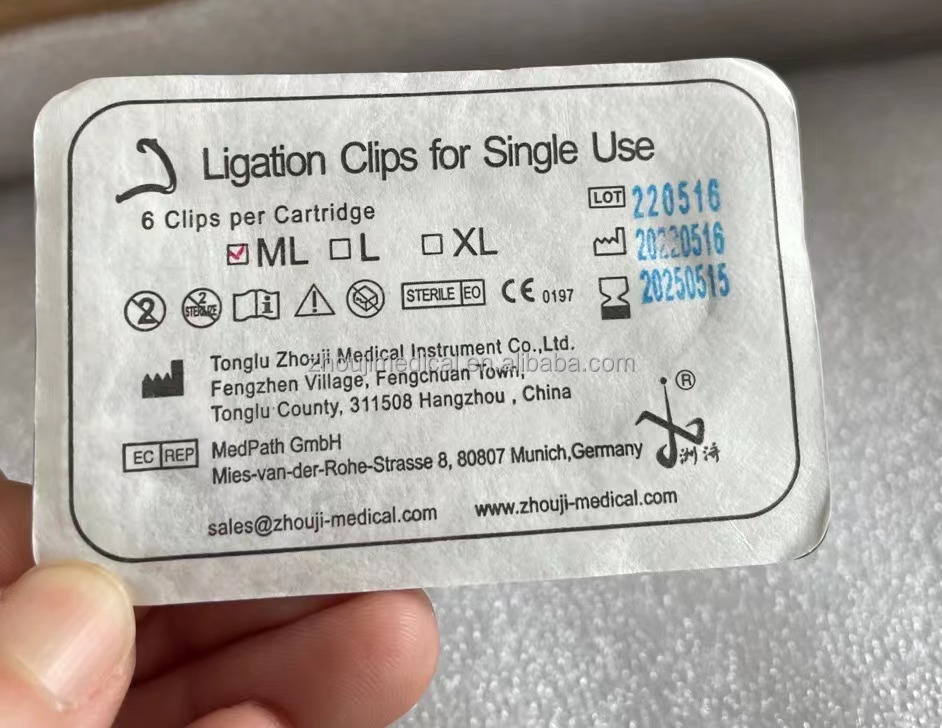 Ligation Clips for Single Use
6 Clips per Cartridge
ML L XL
LOT 220516
20220516
20250515
2
2 STERILIZE
i
STERILE EO
CE 0197
Tonglu Zhouji Medical Instrument Co.,Ltd.
Fengzhen Village, Fengchuan Town,
Tonglu County, 311508 Hangzhou , China
zhoujimedical.en.alibaba.com
EC REP
MedPath GmbH
Mies-van-der-Rohe-Strasse 8, 80807 Munich,Germany
®
洲济
sales@zhouji-medical.com www.zhouji-medical.com